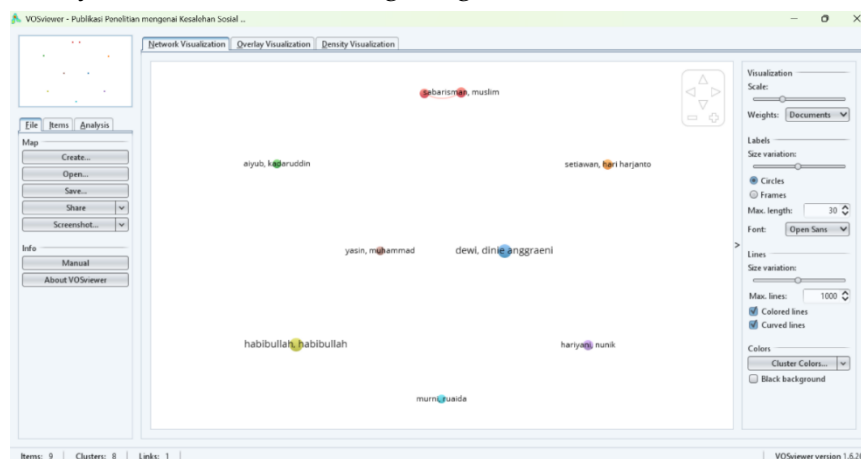 VOSviewer - Publikasi Penelitian mengenai Kesalehan Sosial ...
Network Visualization
Overlay Visualization
Density Visualization
File
Items
Analysis
Map
Create...
Open...
Save...
Share
Screenshot...
Info
Manual
About VOSviewer
sabarisman, muslim
aiyub, kadaruddin
setiawan, hari harjanto
yasin, muhammad
dewi, dinie anggraeni
habibullah, habibullah
hariyani, nunik
murni, ruaida
Visualization
Scale:
Weights: Documents
Labels
Size variation:
Circles
Frames
Max. length: 30
Font: Open Sans
Lines
Size variation:
Max. lines: 1000
Colored lines
Curved lines
Colors
Cluster Colors...
Black background
Items: 9 | Clusters: 8 | Links: 1
VOSviewer version 1.6.20